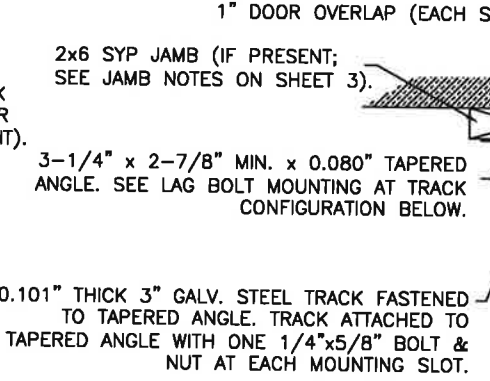 1" DOOR OVERLAP (EACH
2x6 SYP JAMB (IF PRESENT;
SEE JAMB NOTES ON SHEET 3).
3-1/4" x 2-7/8" MIN. x 0.080" TAPERED
ANGLE. SEE LAG BOLT MOUNTING AT TRACK
CONFIGURATION BELOW.
0.101" THICK 3" GALV. STEEL TRACK FASTENED
TO TAPERED ANGLE. TRACK ATTACHED TO
TAPERED ANGLE WITH ONE 1/4"x5/8" BOLT &
NUT AT EACH MOUNTING SLOT.